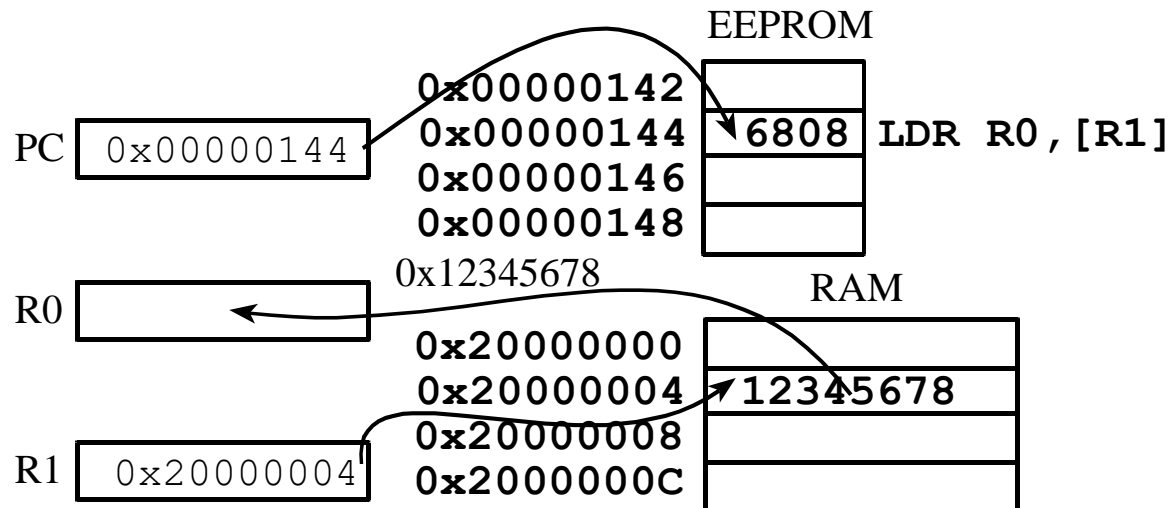 EEPROM
0x00000142
PC 0x00000144 0x00000144 6808 LDR R0,[R1]
0x00000146
0x00000148
0x12345678
R0 RAM
0x20000000
0x20000004 12345678
0x20000008
R1 0x20000004 0x2000000C